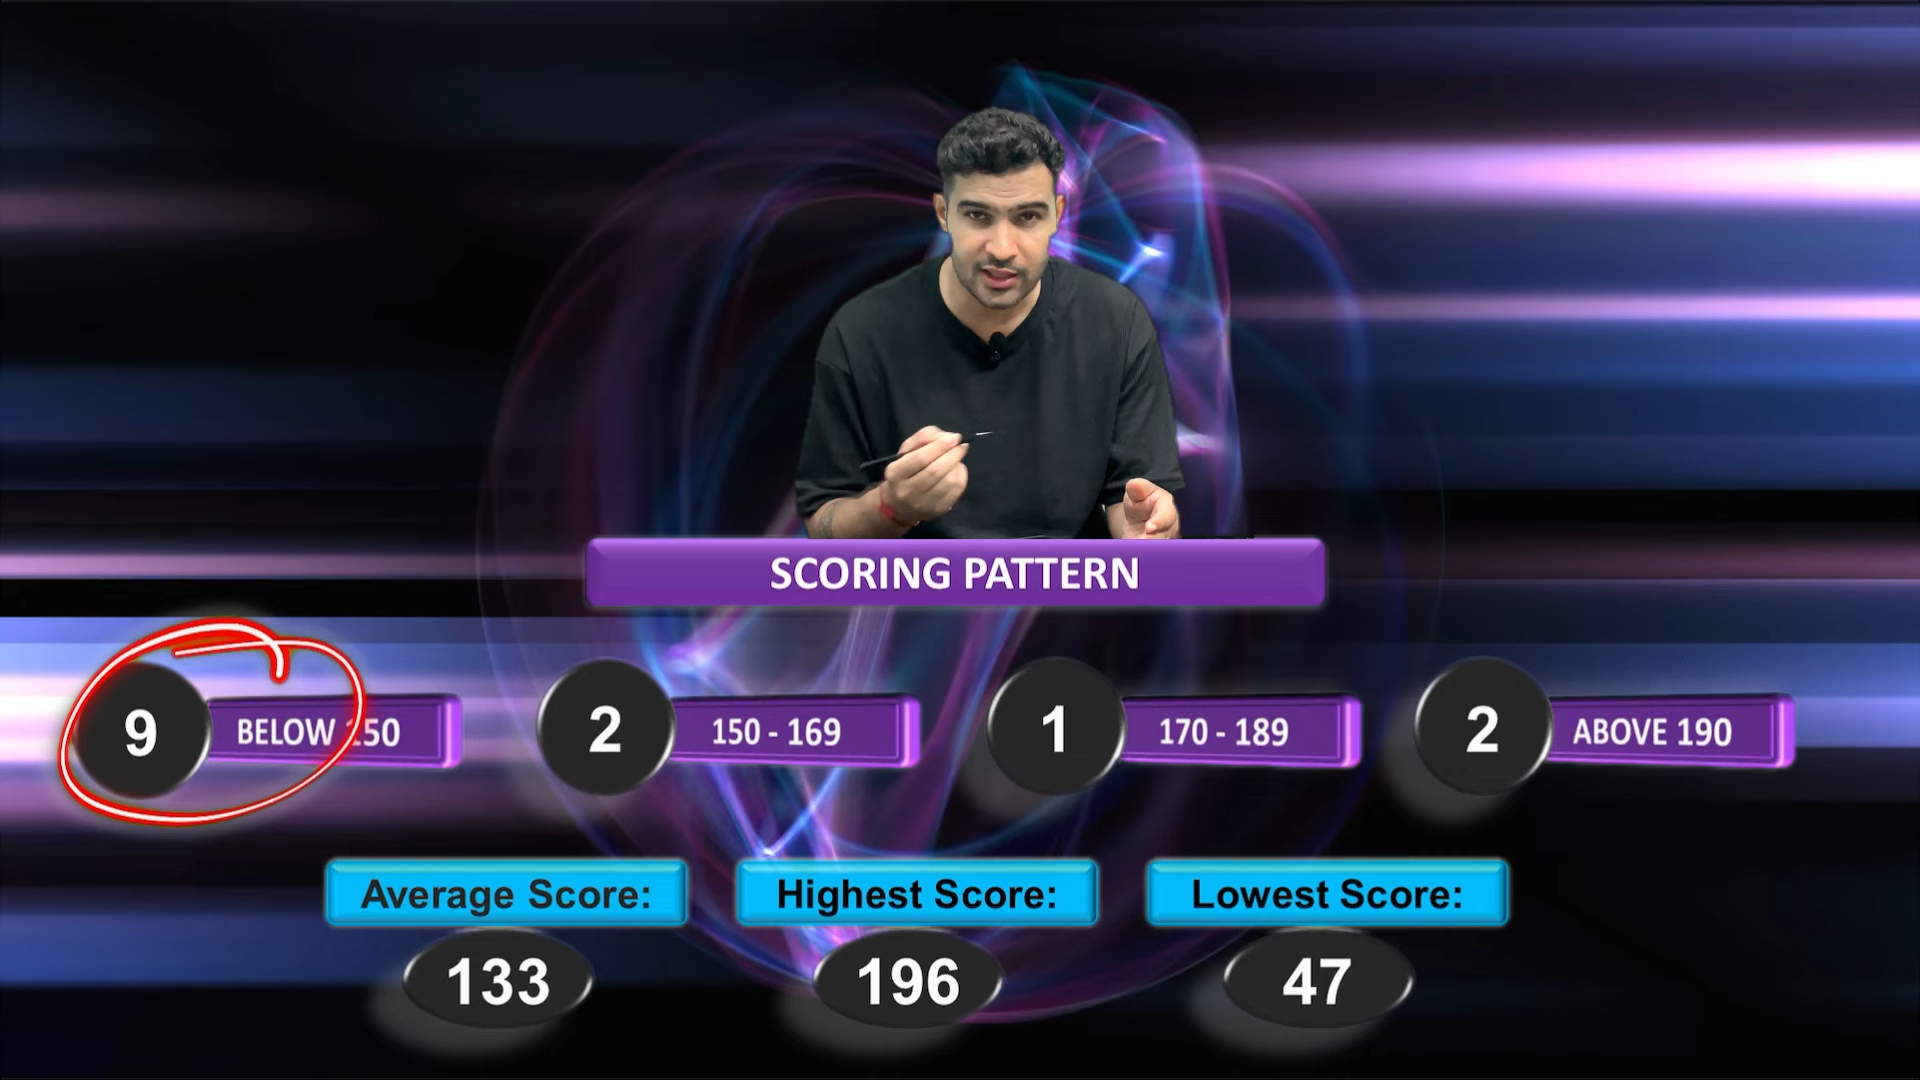 SCORING PATTERN
9 BELOW 150
2 150 - 169
1 170 - 189
2 ABOVE 190
Average Score:
133
Highest Score:
196
Lowest Score:
47